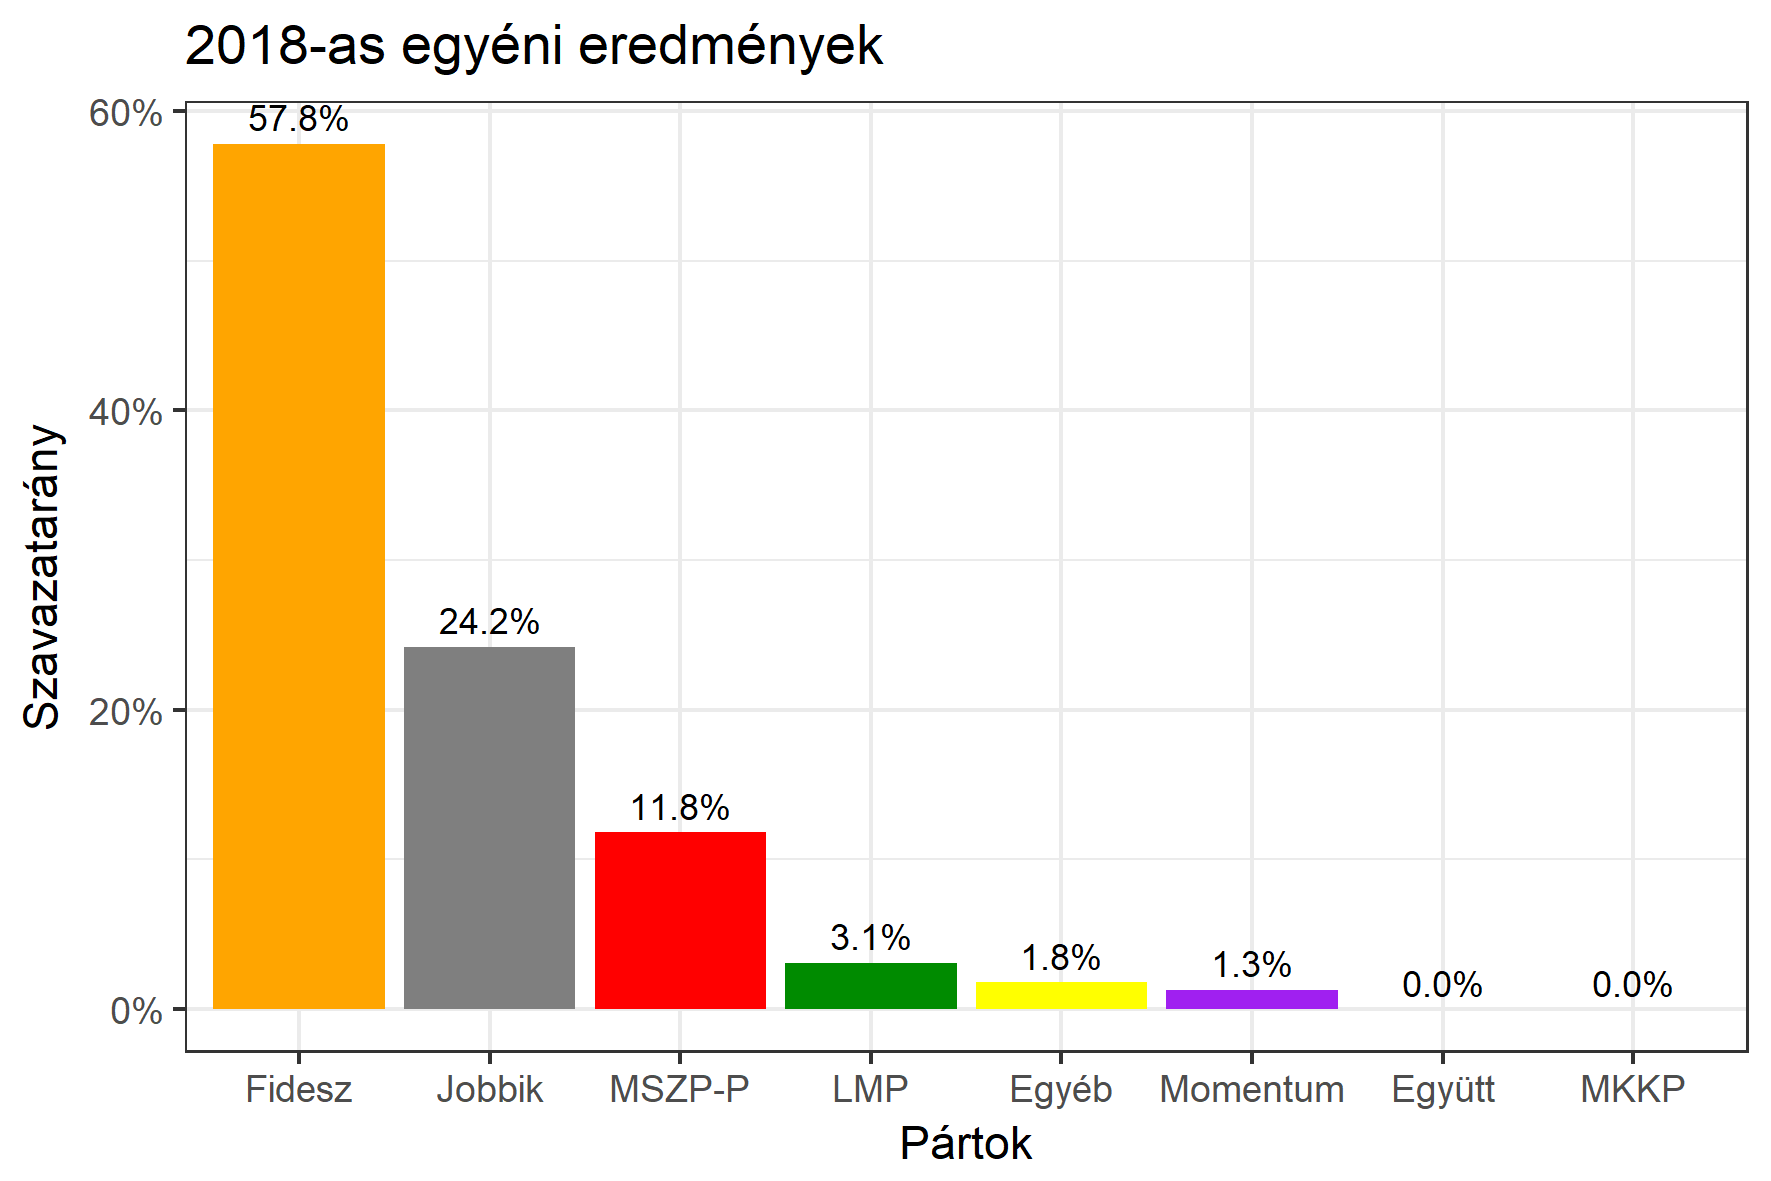 2018-as egyéni eredmények
Szavazatarány
60%
40%
20%
0%
57.8%
24.2%
11.8%
3.1%
1.8%
1.3%
0.0%
0.0%
Fidesz
Jobbik
MSZP-P
LMP
Egyéb
Momentum
Együtt
MKKP
Pártok